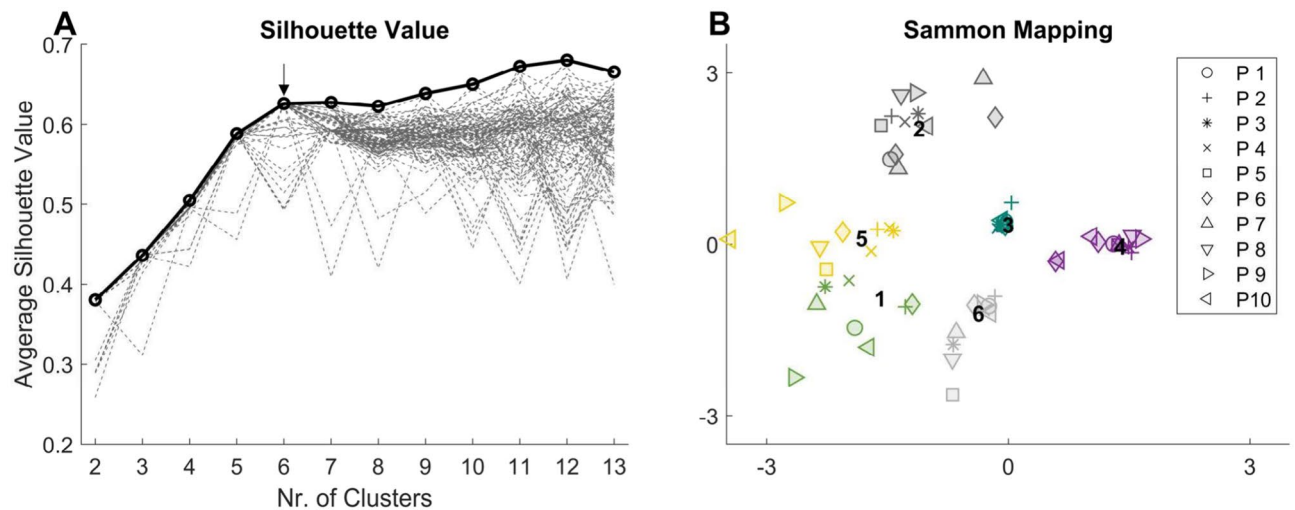 A
Silhouette Value
0.7
0.6
0.5
0.4
0.3
0.2
Avgerage Silhouette Value
2 3 4 5 6 7 8 9 10 11 12 13
Nr. of Clusters
B
Sammon Mapping
3
0
-3
-3 0 3
2
3
5
4
1
6
P 1
P 2
P 3
P 4
P 5
P 6
P 7
P 8
P 9
P10